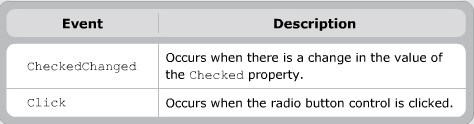 Event Description
CheckedChanged Occurs when there is a change in the value of
the Checked property.
Click Occurs when the radio button control is clicked.